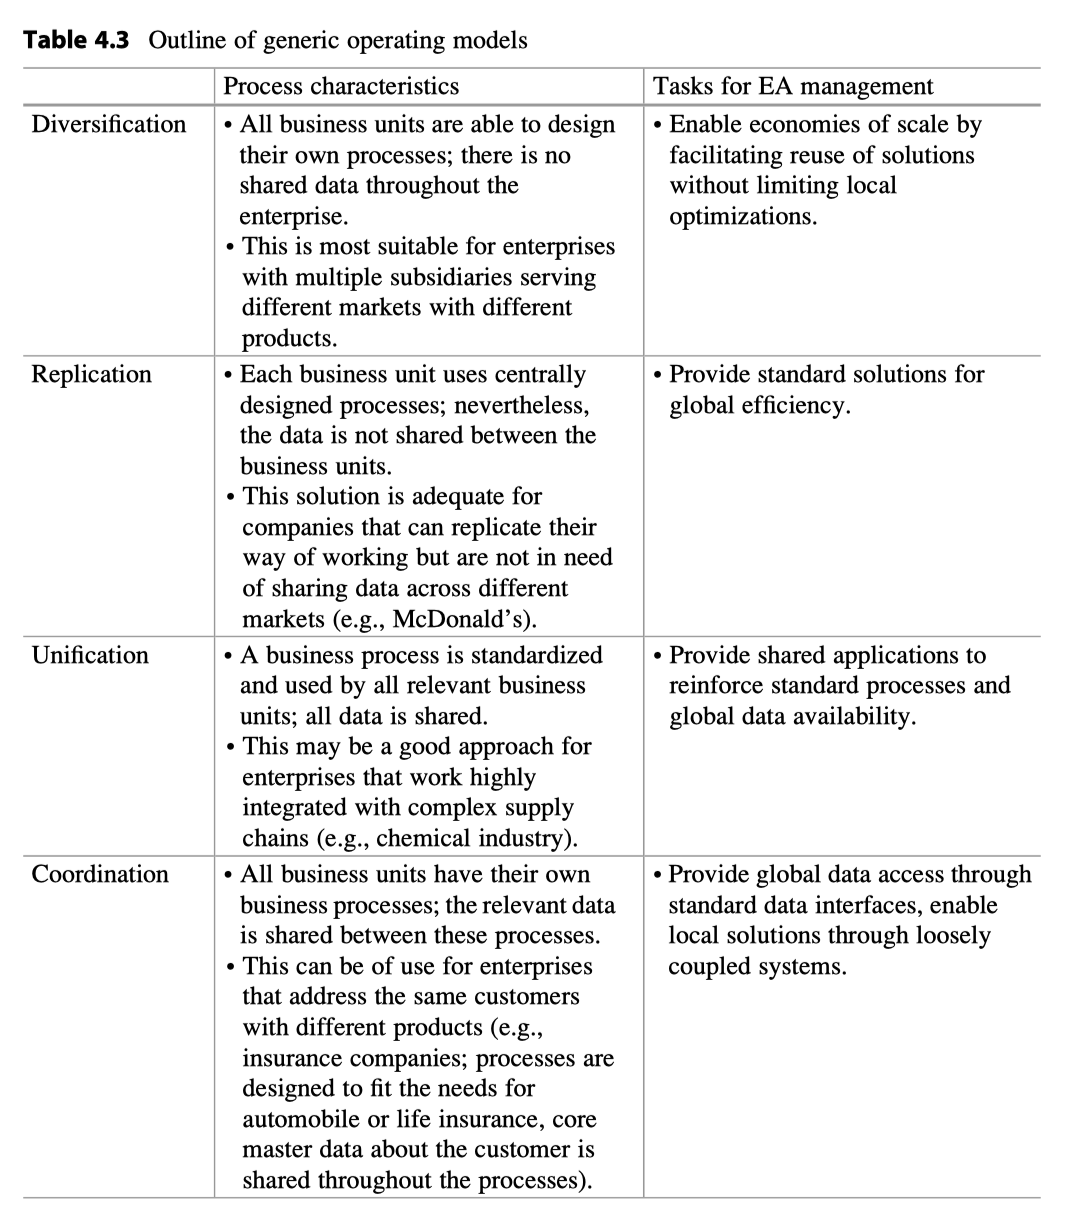 Table 4.3 Outline of generic operating models
Process characteristics
Tasks for EA management
Diversification
• All business units are able to design
their own processes; there is no
shared data throughout the
enterprise.
• This is most suitable for enterprises
with multiple subsidiaries serving
different markets with different
products.
• Enable economies of scale by
facilitating reuse of solutions
without limiting local
optimizations.
Replication
• Each business unit uses centrally
designed processes; nevertheless,
the data is not shared between the
business units.
• This solution is adequate for
companies that can replicate their
way of working but are not in need
of sharing data across different
markets (e.g., McDonald’s).
• Provide standard solutions for
global efficiency.
Unification
• A business process is standardized
and used by all relevant business
units; all data is shared.
• This may be a good approach for
enterprises that work highly
integrated with complex supply
chains (e.g., chemical industry).
• Provide shared applications to
reinforce standard processes and
global data availability.
Coordination
• All business units have their own
business processes; the relevant data
is shared between these processes.
• This can be of use for enterprises
that address the same customers
with different products (e.g.,
insurance companies; processes are
designed to fit the needs for
automobile or life insurance, core
master data about the customer is
shared throughout the processes).
• Provide global data access through
standard data interfaces, enable
local solutions through loosely
coupled systems.